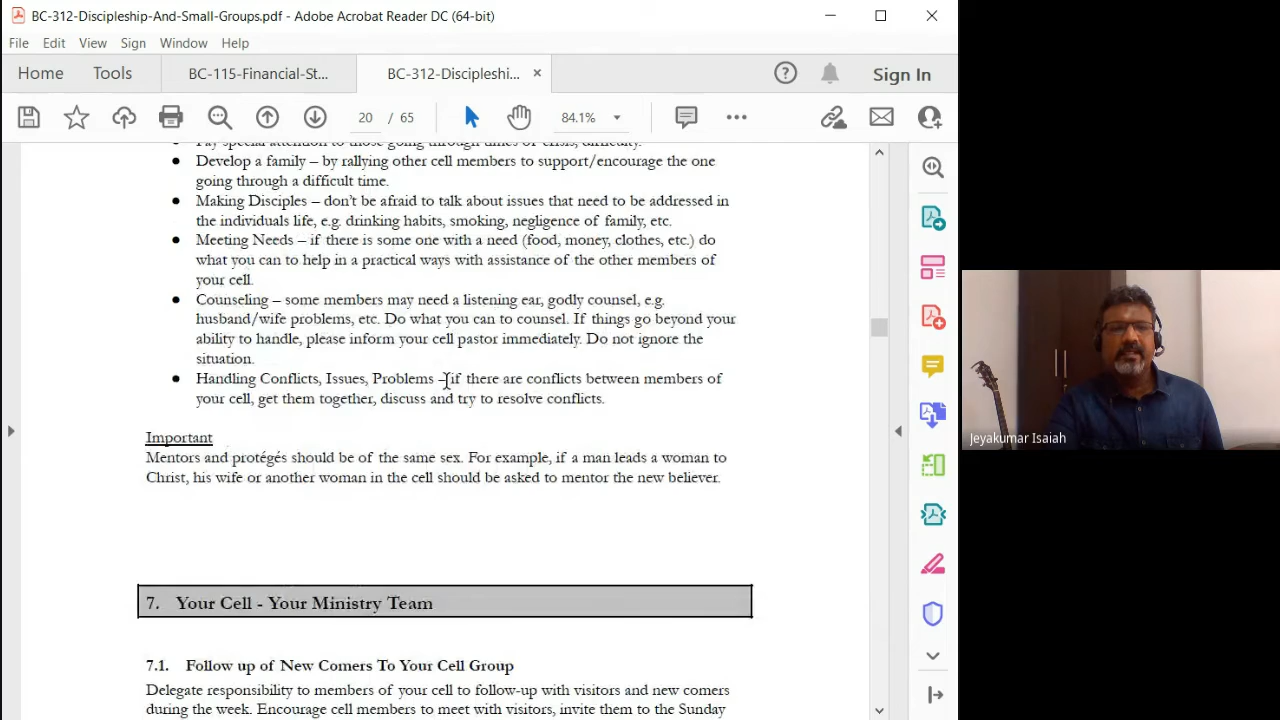 BC-312-Discipleship-And-Small-Groups.pdf - Adobe Acrobat Reader DC (64-bit)
File Edit View Sign Window Help
Home Tools BC-115-Financial-St... BC-312-Discipleshi... × ? Sign In
20 / 65 84.1%
Pay special attention to those going through times of crisis, difficulty.
● Develop a family – by rallying other cell members to support/encourage the one
going through a difficult time.
● Making Disciples – don't be afraid to talk about issues that need to be addressed in
the individuals life, e.g. drinking habits, smoking, negligence of family, etc.
● Meeting Needs – if there is some one with a need (food, money, clothes, etc.) do
what you can to help in a practical ways with assistance of the other members of
your cell.
● Counseling – some members may need a listening ear, godly counsel, e.g.
husband/wife problems, etc. Do what you can to counsel. If things go beyond your
ability to handle, please inform your cell pastor immediately. Do not ignore the
situation.
● Handling Conflicts, Issues, Problems – if there are conflicts between members of
your cell, get them together, discuss and try to resolve conflicts.
Important
Mentors and protégés should be of the same sex. For example, if a man leads a woman to
Christ, his wife or another woman in the cell should be asked to mentor the new believer.
7. Your Cell - Your Ministry Team
7.1. Follow up of New Comers To Your Cell Group
Delegate responsibility to members of your cell to follow-up with visitors and new comers
during the week. Encourage cell members to meet with visitors, invite them to the Sunday
Jeyakumar Isaiah